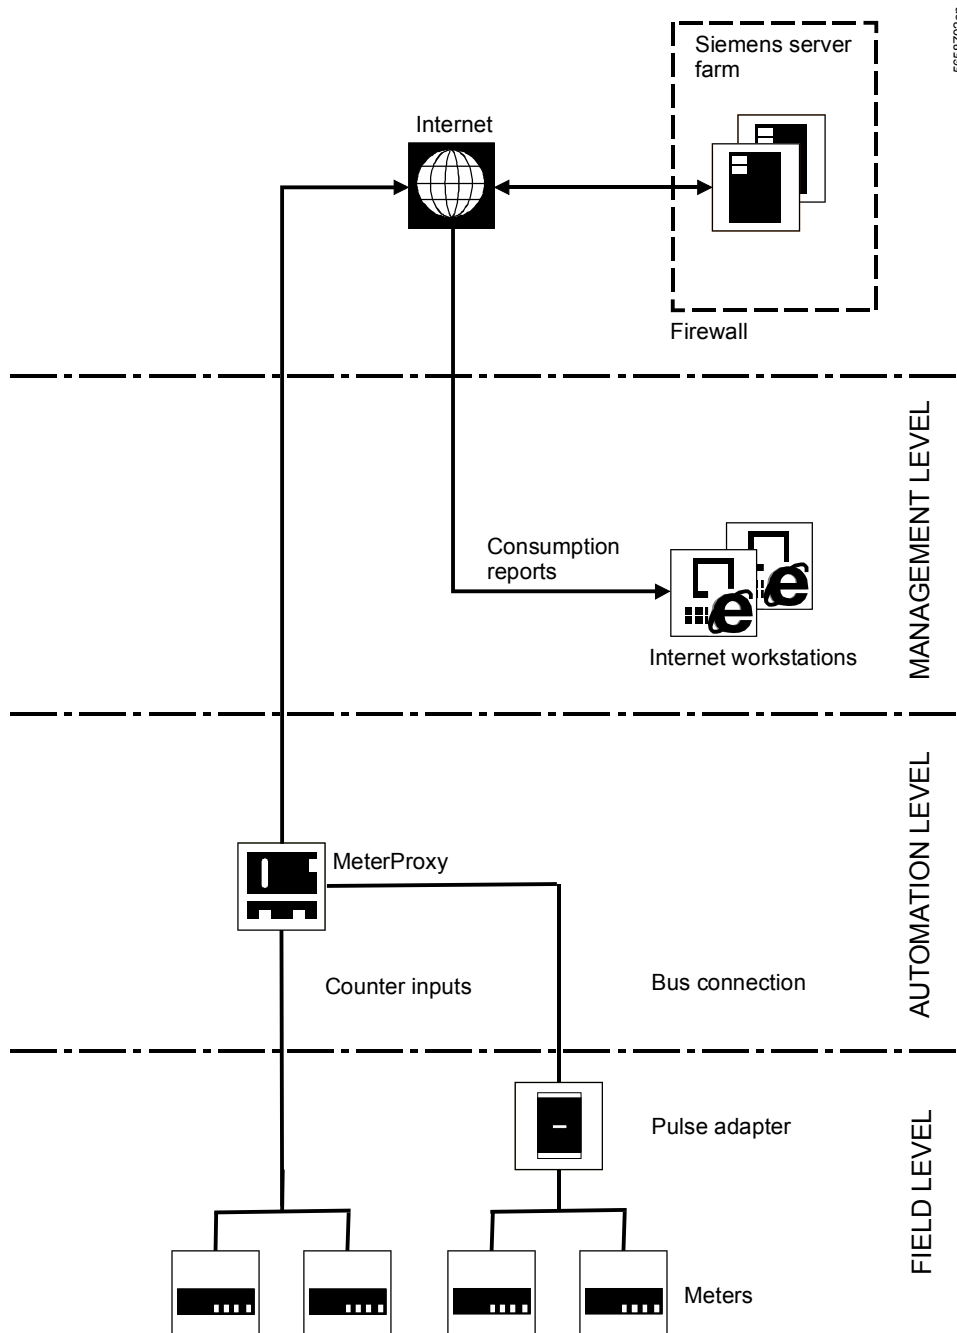 Siemens server
farm
Internet
Firewall
MANAGEMENT LEVEL
Consumption
reports
Internet workstations
AUTOMATION LEVEL
MeterProxy
Counter inputs
Bus connection
FIELD LEVEL
Pulse adapter
Meters